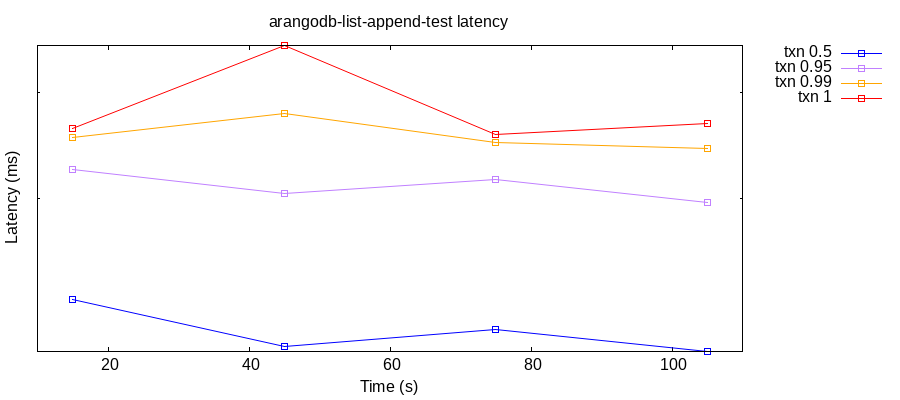 arangodb-list-append-test latency
txn 0.5
txn 0.95
txn 0.99
txn 1
Latency (ms)
20 40 60 80 100
Time (s)